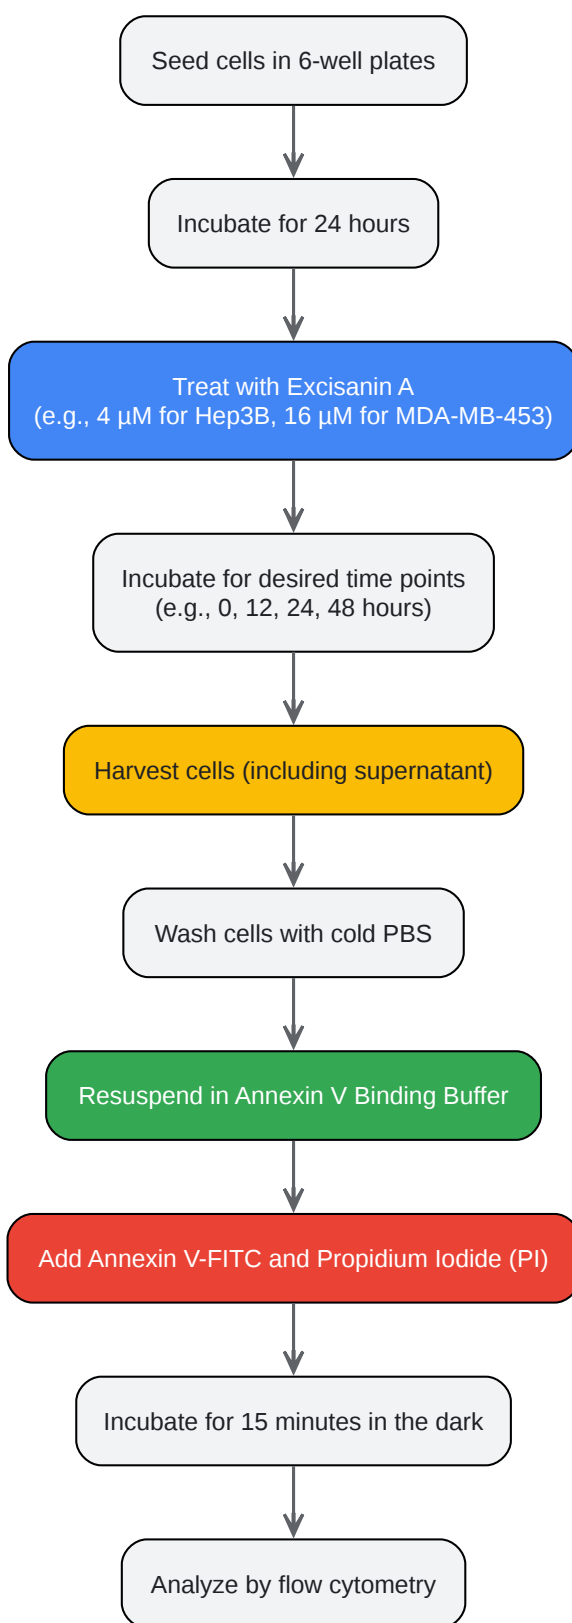 Seed cells in 6-well plates
Incubate for 24 hours
Treat with Excisanin A
(e.g., 4 µM for Hep3B, 16 µM for MDA-MB-453)
Incubate for desired time points
(e.g., 0, 12, 24, 48 hours)
Harvest cells (including supernatant)
Wash cells with cold PBS
Resuspend in Annexin V Binding Buffer
Add Annexin V-FITC and Propidium Iodide (PI)
Incubate for 15 minutes in the dark
Analyze by flow cytometry